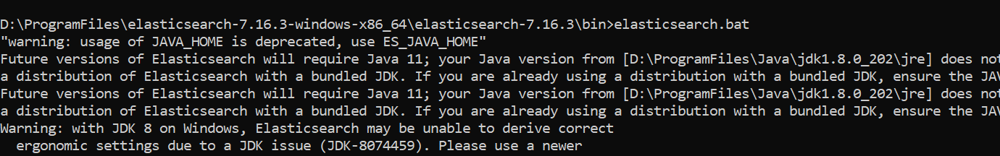 D:\ProgramFiles\elasticsearch-7.16.3-windows-x86_64\elasticsearch-7.16.3\bin>elasticsearch.bat
"warning: usage of JAVA_HOME is deprecated, use ES_JAVA_HOME"
Future versions of Elasticsearch will require Java 11; your Java version from [D:\ProgramFiles\Java\jdk1.8.0_202\jre] does not
a distribution of Elasticsearch with a bundled JDK. If you are already using a distribution with a bundled JDK, ensure the JAV
Future versions of Elasticsearch will require Java 11; your Java version from [D:\ProgramFiles\Java\jdk1.8.0_202\jre] does not
a distribution of Elasticsearch with a bundled JDK. If you are already using a distribution with a bundled JDK, ensure the JAV
Warning: with JDK 8 on Windows, Elasticsearch may be unable to derive correct
  ergonomic settings due to a JDK issue (JDK-8074459). Please use a newer